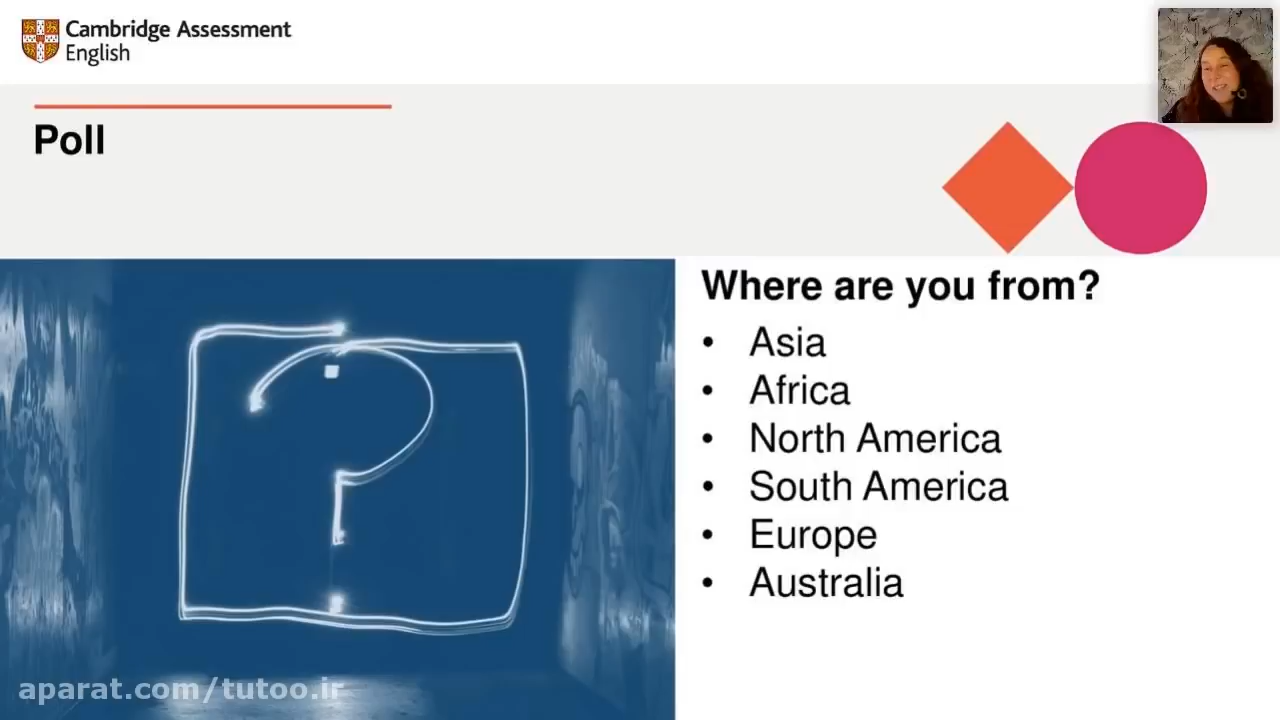 Cambridge Assessment
English
Poll
Where are you from?
• Asia
• Africa
• North America
• South America
• Europe
• Australia
?
aparat.com/tutoo.ir